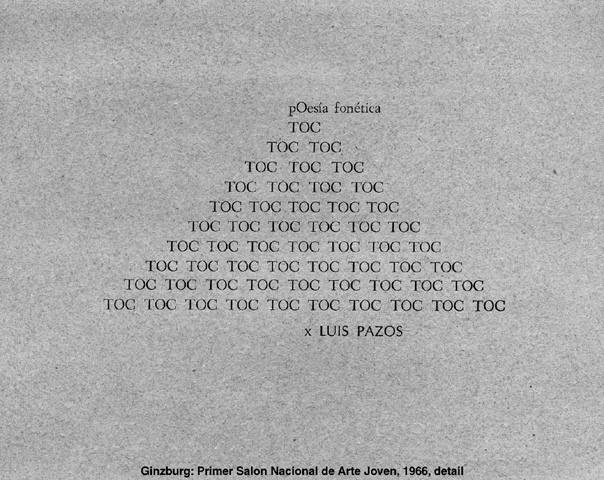 pOesía fonética
TOC
TOC TOC
TOC TOC TOC
TOC TOC TOC TOC
TOC TOC TOC TOC TOC
TOC TOC TOC TOC TOC TOC
TOC TOC TOC TOC TOC TOC TOC
TOC TOC TOC TOC TOC TOC TOC TOC
TOC TOC TOC TOC TOC TOC TOC TOC TOC
TOC TOC TOC TOC TOC TOC TOC TOC TOC TOC
x LUIS PAZOS
Ginzburg: Primer Salon Nacional de Arte Joven, 1966, detail